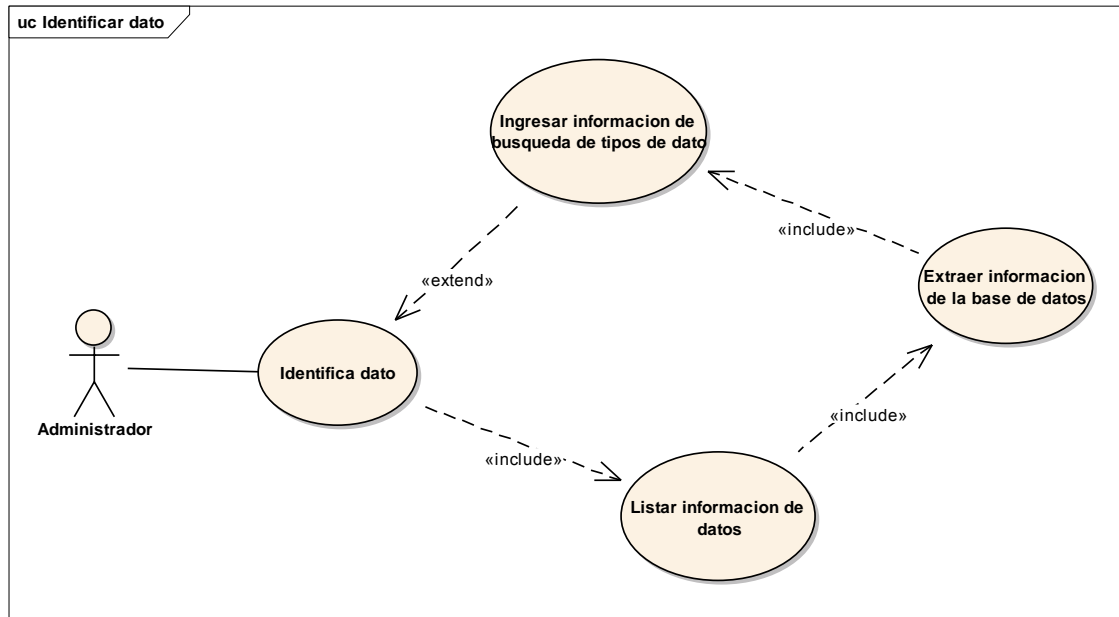 uc Identificar dato
Ingresar informacion de
busqueda de tipos de dato
«include»
Extraer informacion
de la base de datos
«extend»
Identifica dato
Administrador
«include»
«include»
Listar informacion de
datos